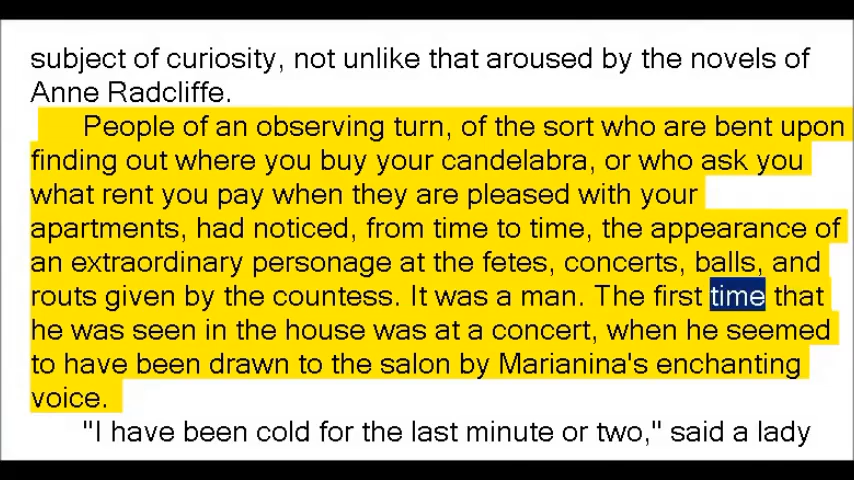 subject of curiosity, not unlike that aroused by the novels of
Anne Radcliffe.
People of an observing turn, of the sort who are bent upon
finding out where you buy your candelabra, or who ask you
what rent you pay when they are pleased with your
apartments, had noticed, from time to time, the appearance of
an extraordinary personage at the fetes, concerts, balls, and
routs given by the countess. It was a man. The first time that
he was seen in the house was at a concert, when he seemed
to have been drawn to the salon by Marianina's enchanting
voice.
"I have been cold for the last minute or two," said a lady